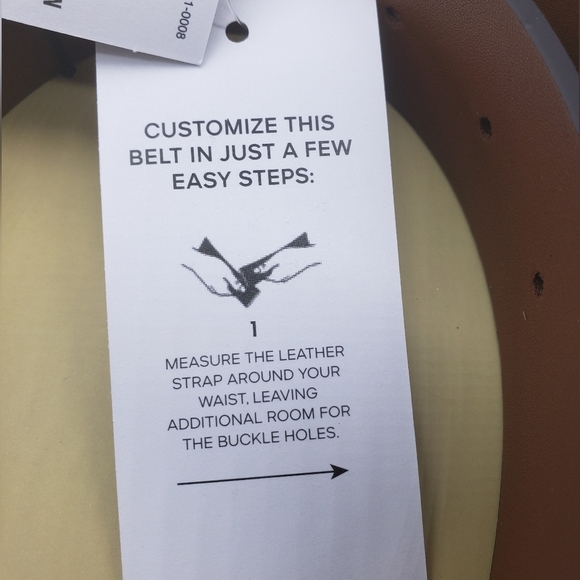 1-0008
CUSTOMIZE THIS
BELT IN JUST A FEW
EASY STEPS:
1
MEASURE THE LEATHER
STRAP AROUND YOUR
WAIST, LEAVING
ADDITIONAL ROOM FOR
THE BUCKLE HOLES.